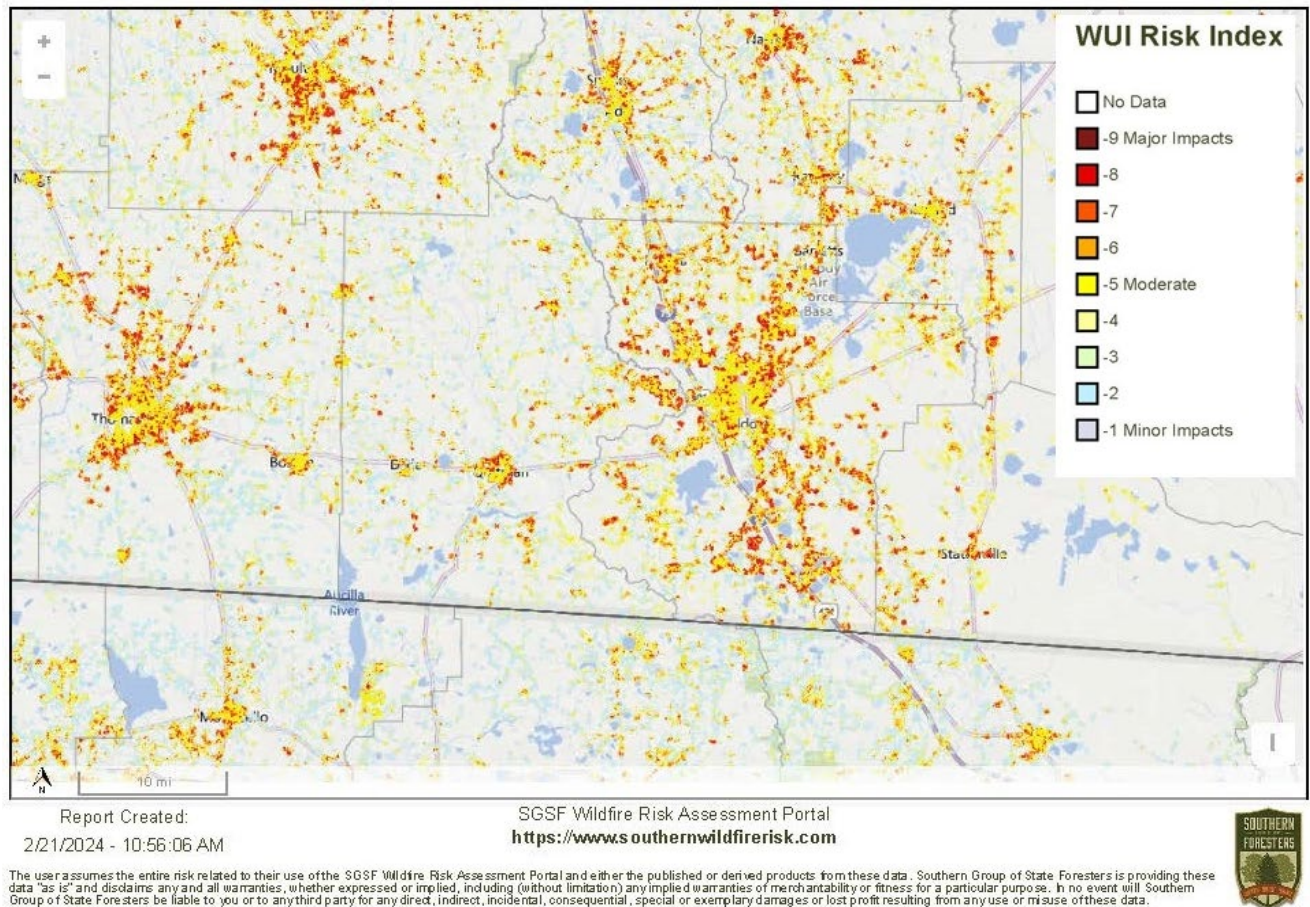 WUI Risk Index
No Data
-9 Major Impacts
-8
-7
-6
-5 Moderate
-4
-3
-2
-1 Minor Impacts
+
−
Air
Force
Base
75
Aucilla
River
10 mi
N
Report Created:
2/21/2024 - 10:56:06 AM
SGSF Wildfire Risk Assessment Portal
https://www.southernwildfirerisk.com
SOUTHERN
FORESTERS
The user assumes the entire risk related to their use of the SGSF Wildfire Risk Assessment Portal and either the published or derived products from these data. Southern Group of State Foresters is providing these
data "as is" and disclaims any and all warranties, whether expressed or implied, including (without limitation) any implied warranties of merchantability or fitness for a particular purpose. In no event will Southern
Group of State Foresters be liable to you or to any third party for any direct, indirect, incidental, consequential, special or exemplary damages or lost profit resulting from any use or misuse of these data.